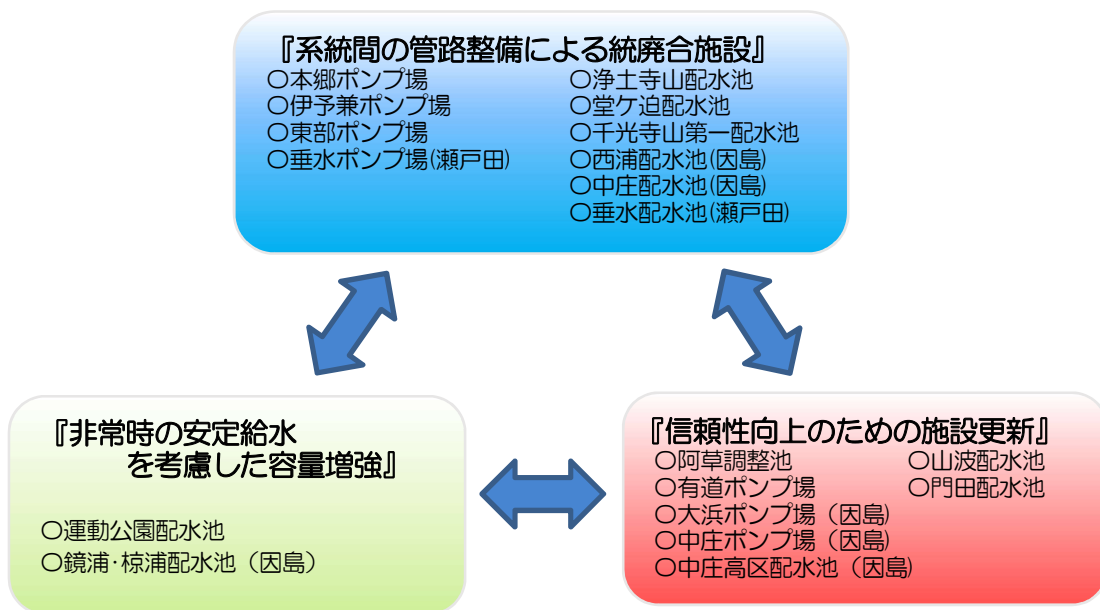 『系統間の管路整備による統廃合施設』
〇本郷ポンプ場
〇伊予兼ポンプ場
〇東部ポンプ場
〇垂水ポンプ場(瀬戸田)
〇浄土寺山配水池
〇堂ケ迫配水池
〇千光寺山第一配水池
〇西浦配水池(因島)
〇中庄配水池(因島)
〇垂水配水池(瀬戸田)
『非常時の安定給水
を考慮した容量増強』
〇運動公園配水池
〇鏡浦・椋浦配水池（因島）
『信頼性向上のための施設更新』
〇阿草調整池
〇有道ポンプ場
〇大浜ポンプ場（因島)
〇中庄ポンプ場（因島)
〇中庄高区配水池（因島)
〇山波配水池
〇門田配水池